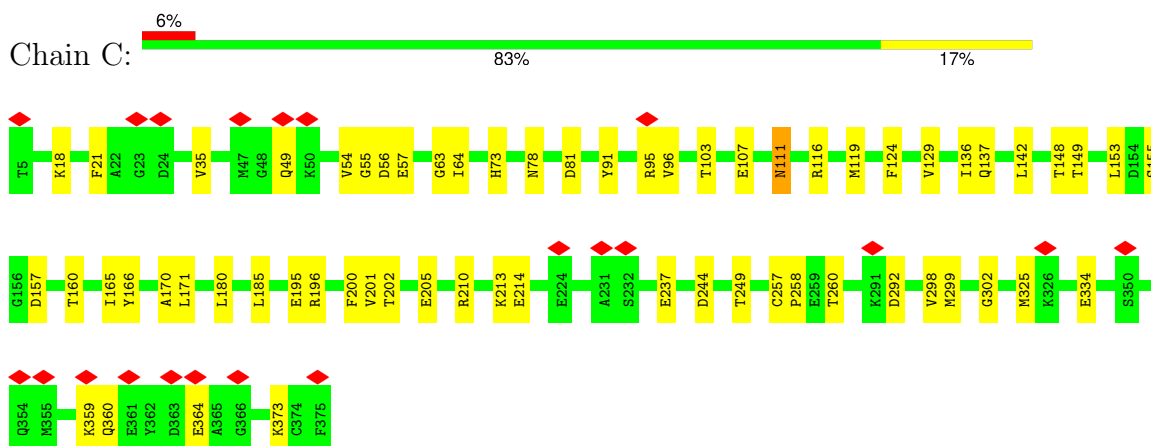 6%
Chain C:
83% 17%
T5 K18 F21 A22 G23 D24 V35 M47 G48 Q49 K50 V54 G55 D56 E57 G63 I64 H73 N78 D81 Y91 R95 V96 T103 E107 N111 R116 M119 F124 V129 I136 Q137 L142 T148 T149 L153 D154 S155
G156 D157 T160 I165 Y166 A170 L171 L180 L185 E195 R196 F200 V201 T202 E205 R210 K213 E214 E224 A231 S232 E237 D244 T249 C257 P258 E259 T260 K291 D292 V298 M299 G302 M325 K326 E334 S350
Q354 M355 K359 Q360 E361 Y362 D363 E364 A365 G366 K373 C374 F375